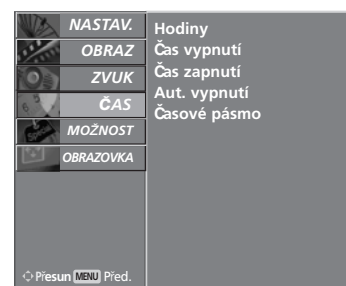 NASTAV.
OBRAZ
ZVUK
ČAS
MOŽNOST
OBRAZOVKA
Hodiny
Čas vypnutí
Čas zapnutí
Aut. vypnutí
Časové pásmo
Přesun MENU Před.